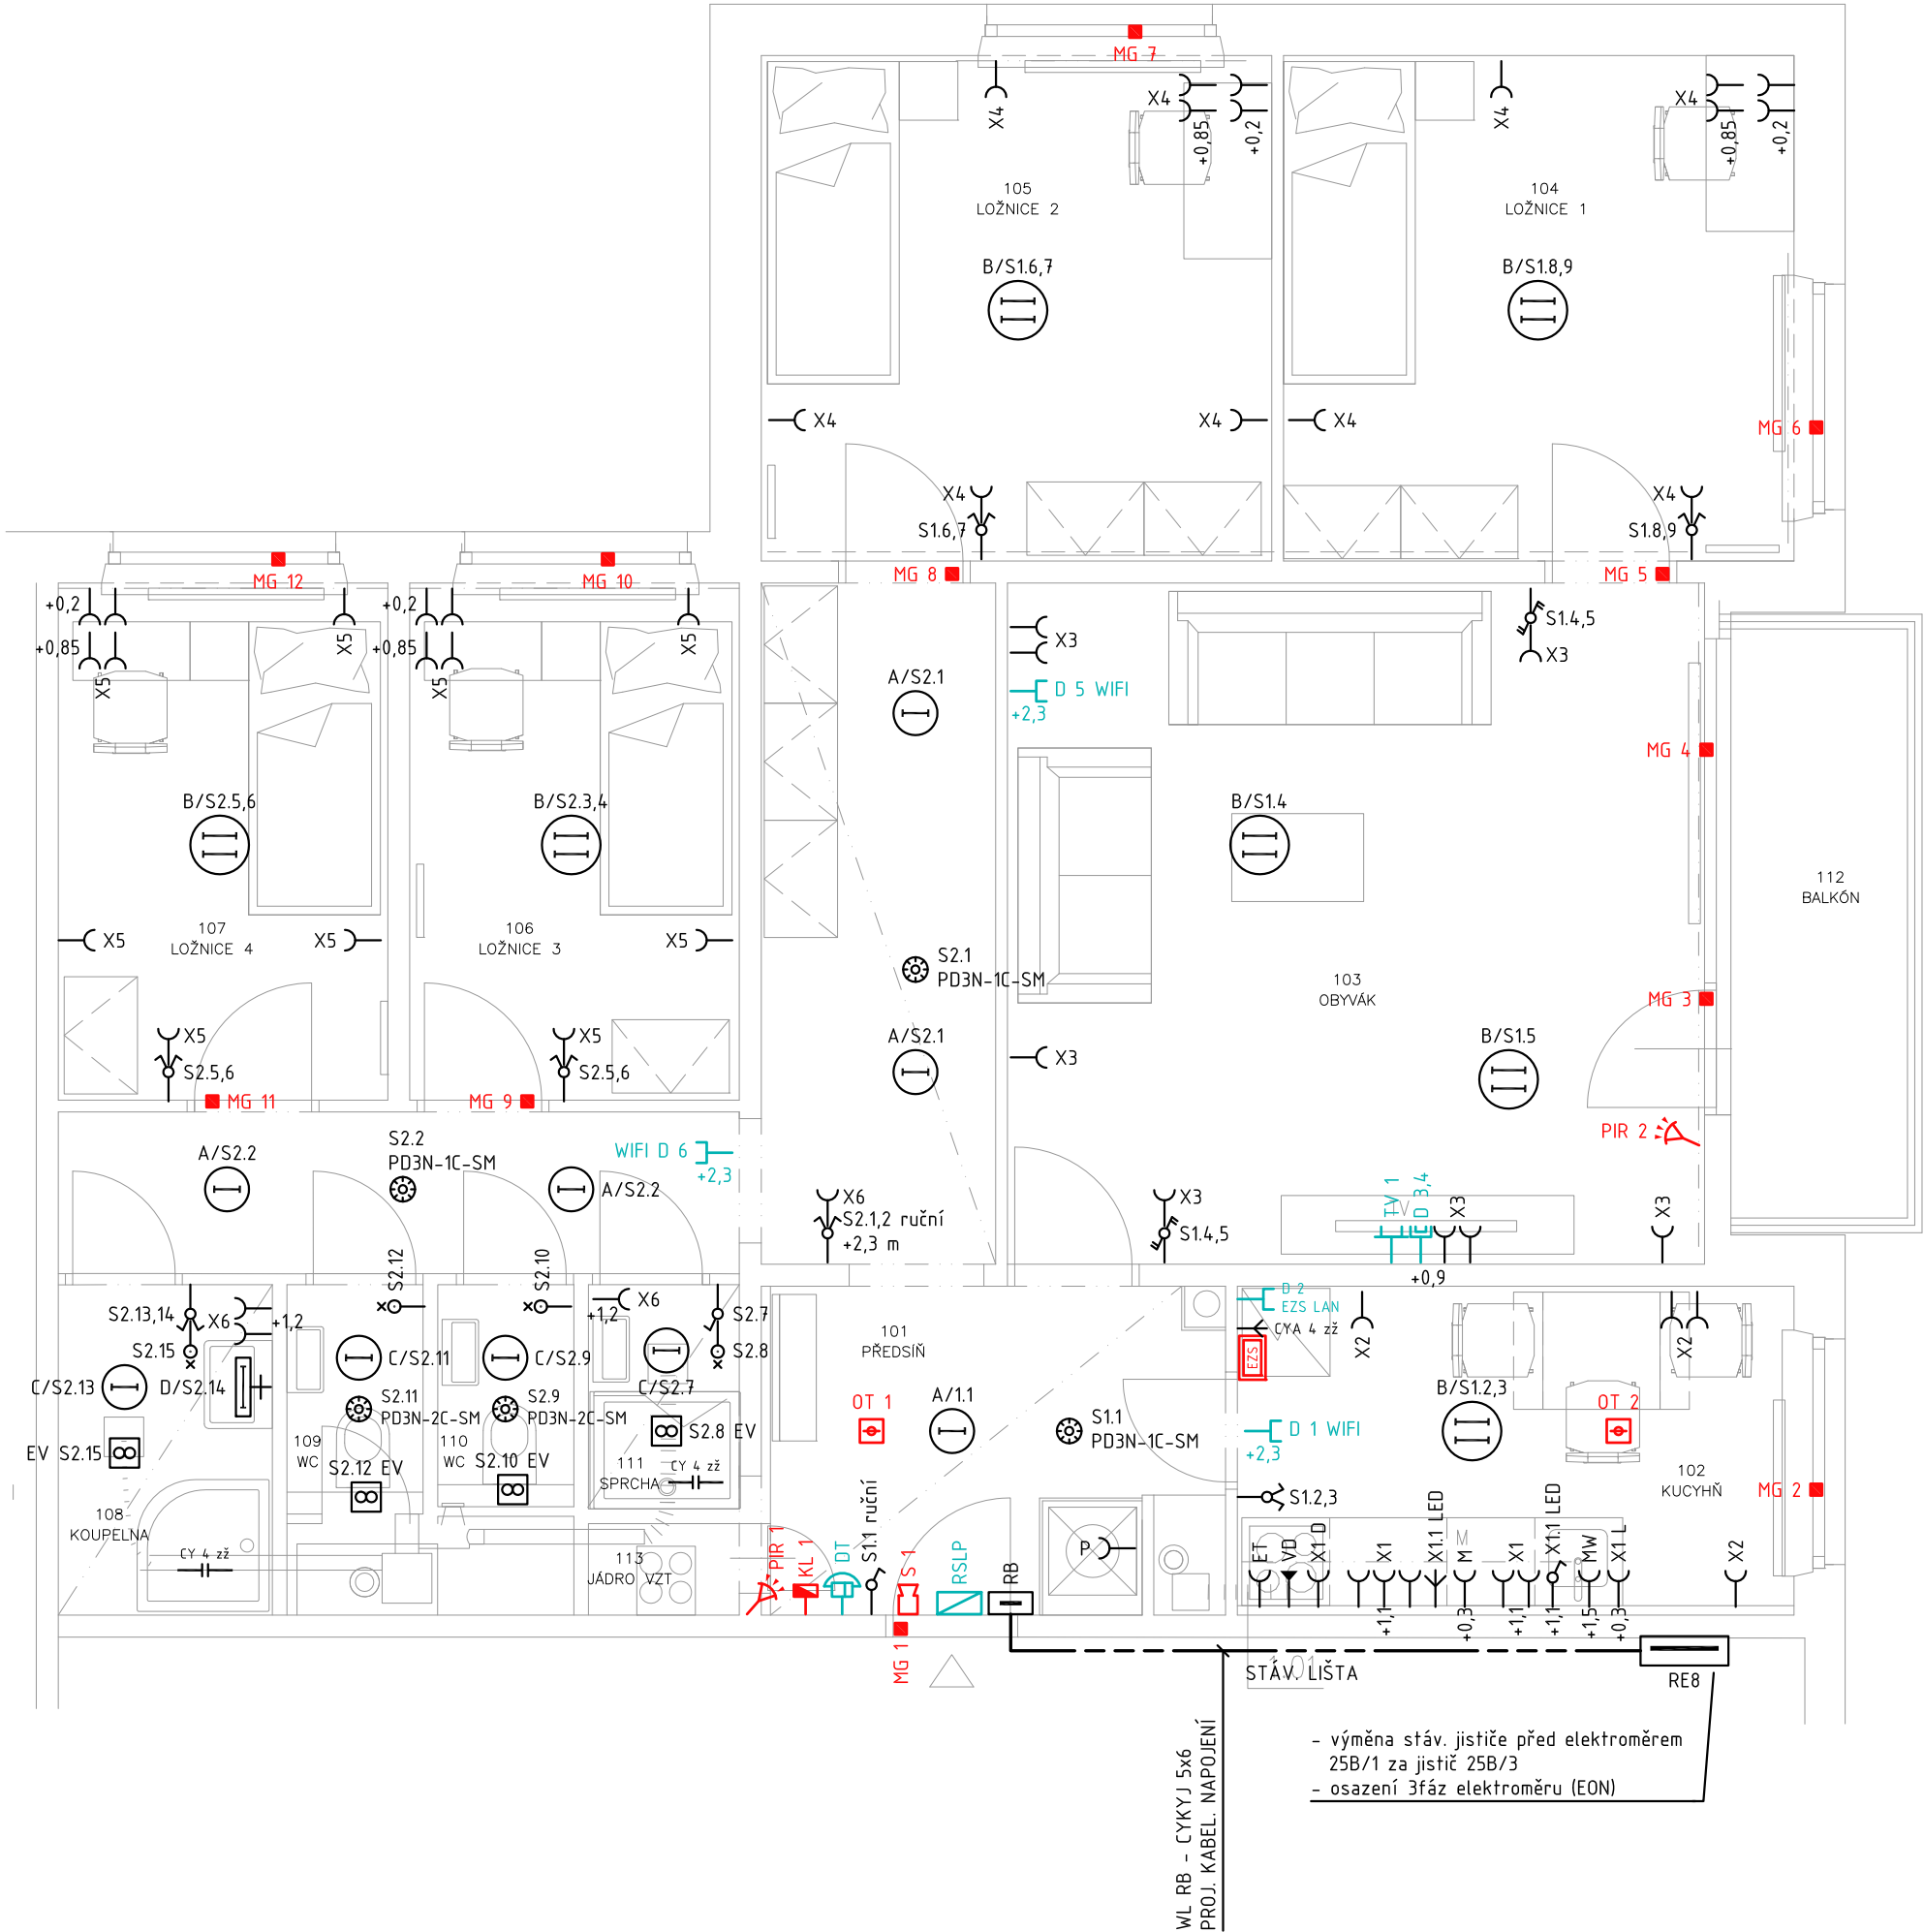 MG 7
X4
X4
+0,85
+0,2
X4
X4
+0,85
+0,2
105
LOŽNICE 2
104
LOŽNICE 1
B/S1.6,7
B/S1.8,9
X4
X4
X4
MG 6
X4
S1.6,7
X4
S1.8,9
MG 8
MG 5
MG 12
MG 10
+0,2
+0,85
X5
X5
+0,2
+0,85
X5
X5
X3
S1.4,5
X3
D 5 WIFI
+2,3
A/S2.1
MG 4
B/S2.5,6
B/S2.3,4
B/S1.4
112
BALKÓN
107
LOŽNICE 4
106
LOŽNICE 3
X5
X5
X5
S2.1
PD3N-1C-SM
103
OBYVÁK
MG 3
X5
S2.5,6
X5
S2.5,6
A/S2.1
X3
B/S1.5
MG 11
MG 9
PIR 2
S2.2
PD3N-1C-SM
A/S2.2
A/S2.2
WIFI D 6
+2,3
X6
S2.1,2 ruční
+2,3 m
X3
S1.4,5
TV 1
D 3,4
X3
X3
+0,9
S2.12
S2.10
S2.13,14
X6
+1,2
S2.15
+1,2
X6
S2.7
S2.8
101
PŘEDSÍŇ
D 2
EZS LAN
CYA 4 zž
EZS
X2
X2
C/S2.13
D/S2.14
C/S2.11
C/S2.9
C/S2.7
S2.11
PD3N-2C-SM
S2.9
PD3N-2C-SM
S2.8 EV
OT 1
A/1.1
S1.1
PD3N-1C-SM
D 1 WIFI
+2,3
B/S1.2,3
OT 2
EV S2.15
109
WC
S2.12 EV
110
WC
S2.10 EV
111
SPRCHA
CY 4 zž
102
KUCYHŇ
MG 2
S1.2,3
108
KOUPELNA
CY 4 zž
113
JÁDRO VZT
PIR 1
KL 1
DT
S1.1 ruční
S 1
RSLP
RB
P
ET
VD
X1 D
X1
X1.1 LED
M
M
X1
X1.1 LED
MW
X1 L
X2
+1,1
+0,3
+1,1
+1,1
+1,5
+0,3
MG 1
1.01
STÁV. LIŠTA
RE8
WL RB - CYKYJ 5x6
PROJ. KABEL. NAPOJENÍ
- výměna stáv. jističe před elektroměrem
25B/1 za jistič 25B/3
- osazení 3fáz elektroměru (EON)